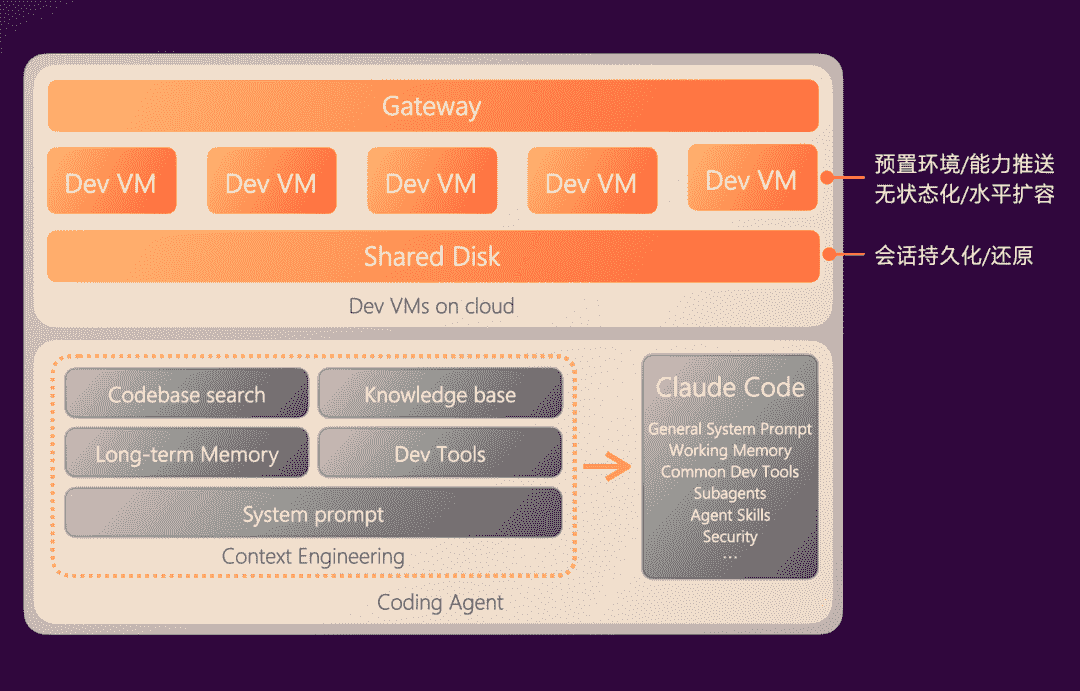 Gateway
Dev VM
Dev VM
Dev VM
Dev VM
Dev VM
预置环境/能力推送
无状态化/水平扩容
Shared Disk
会话持久化/还原
Dev VMs on cloud
Codebase search
Knowledge base
Long-term Memory
Dev Tools
System prompt
Context Engineering
Claude Code
General System Prompt
Working Memory
Common Dev Tools
Subagents
Agent Skills
Security
...
Coding Agent